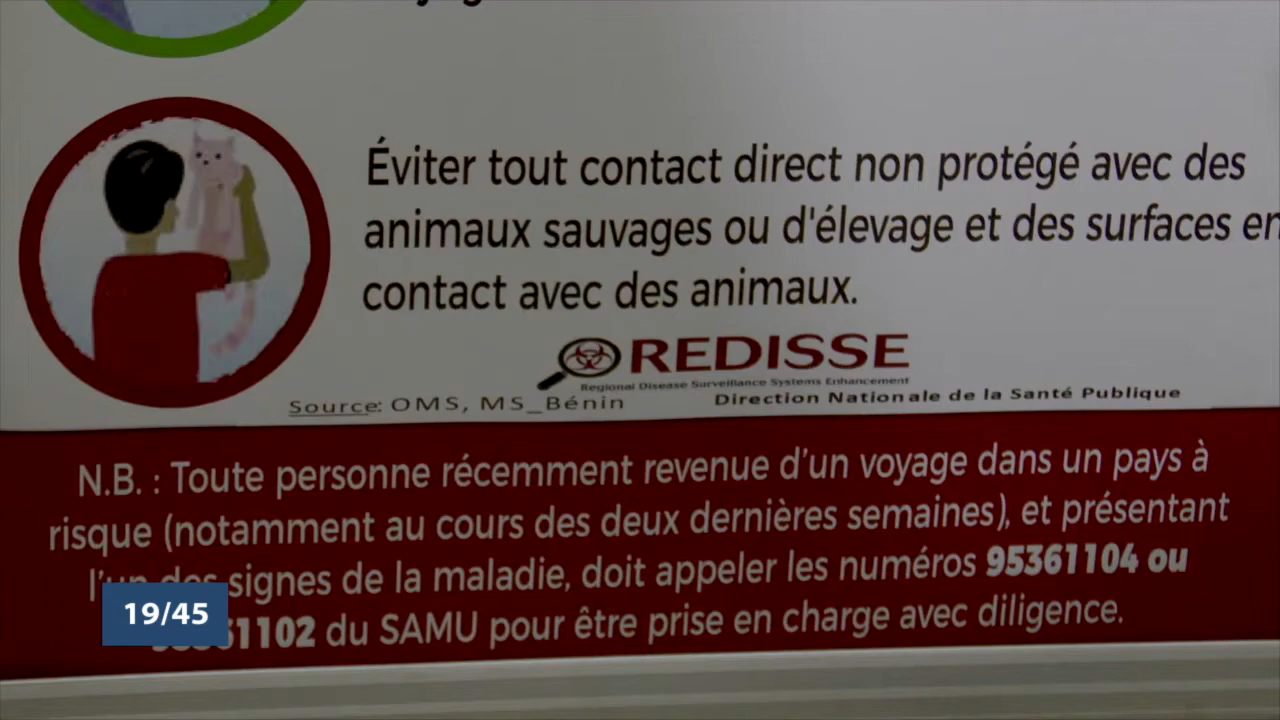 Éviter tout contact direct non protégé avec des
animaux sauvages ou d'élevage et des surfaces en
contact avec des animaux.
REDISSE
Regional Disease Surveillance Systems Enhancement
Source: OMS, MS_Bénin
Direction Nationale de la Santé Publique
N.B. : Toute personne récemment revenue d'un voyage dans un pays à
risque (notamment au cours des deux dernières semaines), et présentant
l'un des signes de la maladie, doit appeler les numéros 95361104 ou
du SAMU pour être prise en charge avec diligence.
19/45